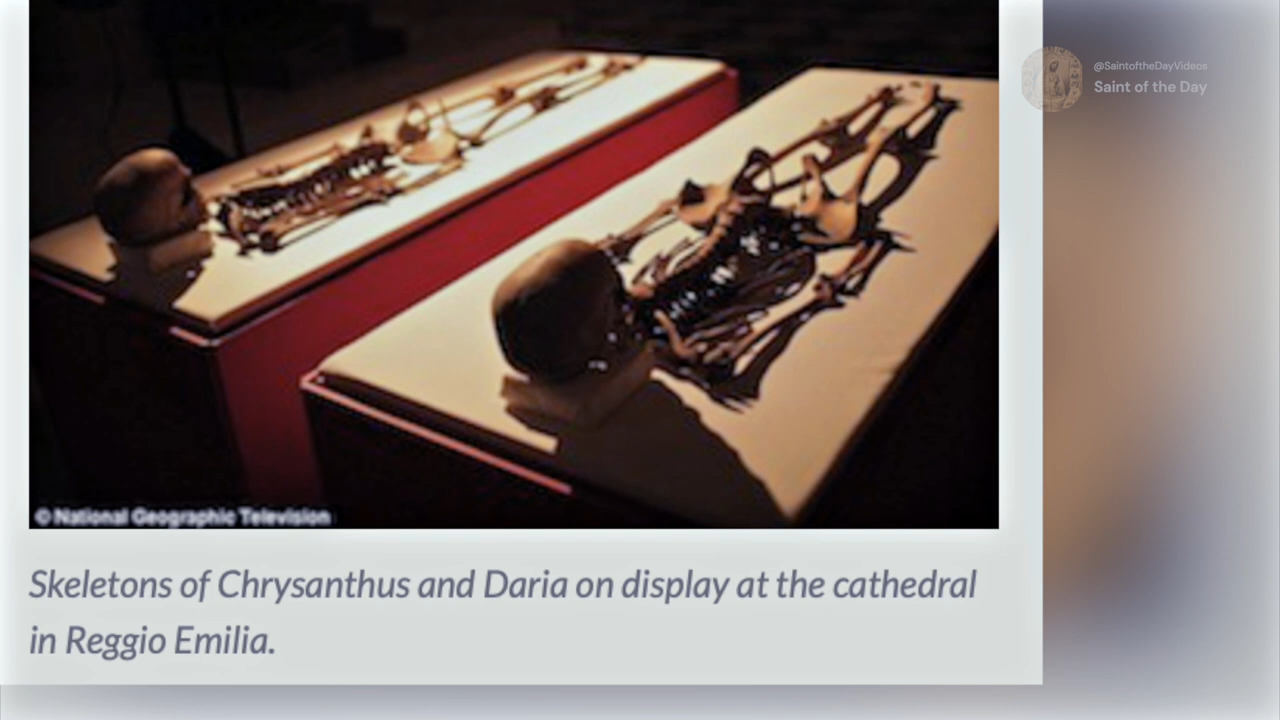 @SaintoftheDayVideos
Saint of the Day
© National Geographic Television
Skeletons of Chrysanthus and Daria on display at the cathedral
in Reggio Emilia.